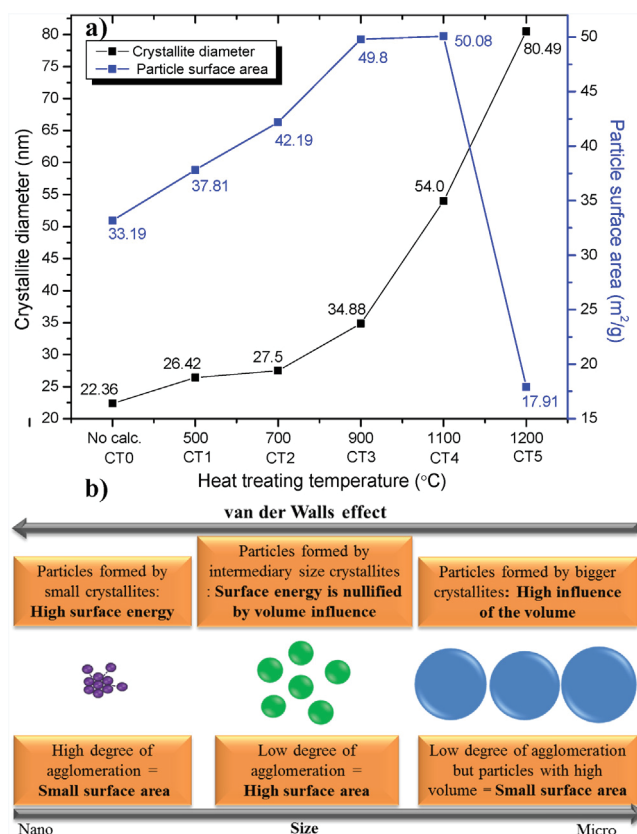 a)
Crystallite diameter
Particle surface area
80
75
70
65
60
55
50
45
40
35
30
25
20
Crystallite diameter (nm)
50
45
40
35
30
25
20
15
Particle surface area (m²/g)
49.8
50.08
80.49
42.19
37.81
33.19
54.0
34.88
26.42
27.5
22.36
17.91
No calc. 500 700 900 1100 1200
CT0 CT1 CT2 CT3 CT4 CT5
Heat treating temperature (°C)
b)
van der Walls effect
Particles formed by
small crystallites:
High surface energy
Particles formed by
intermediary size crystallites
: Surface energy is nullified
by volume influence
Particles formed by bigger
crystallites: High influence
of the volume
High degree of
agglomeration =
Small surface area
Low degree of
agglomeration =
High surface area
Low degree of agglomeration
but particles with high
volume = Small surface area
Nano Size Micro